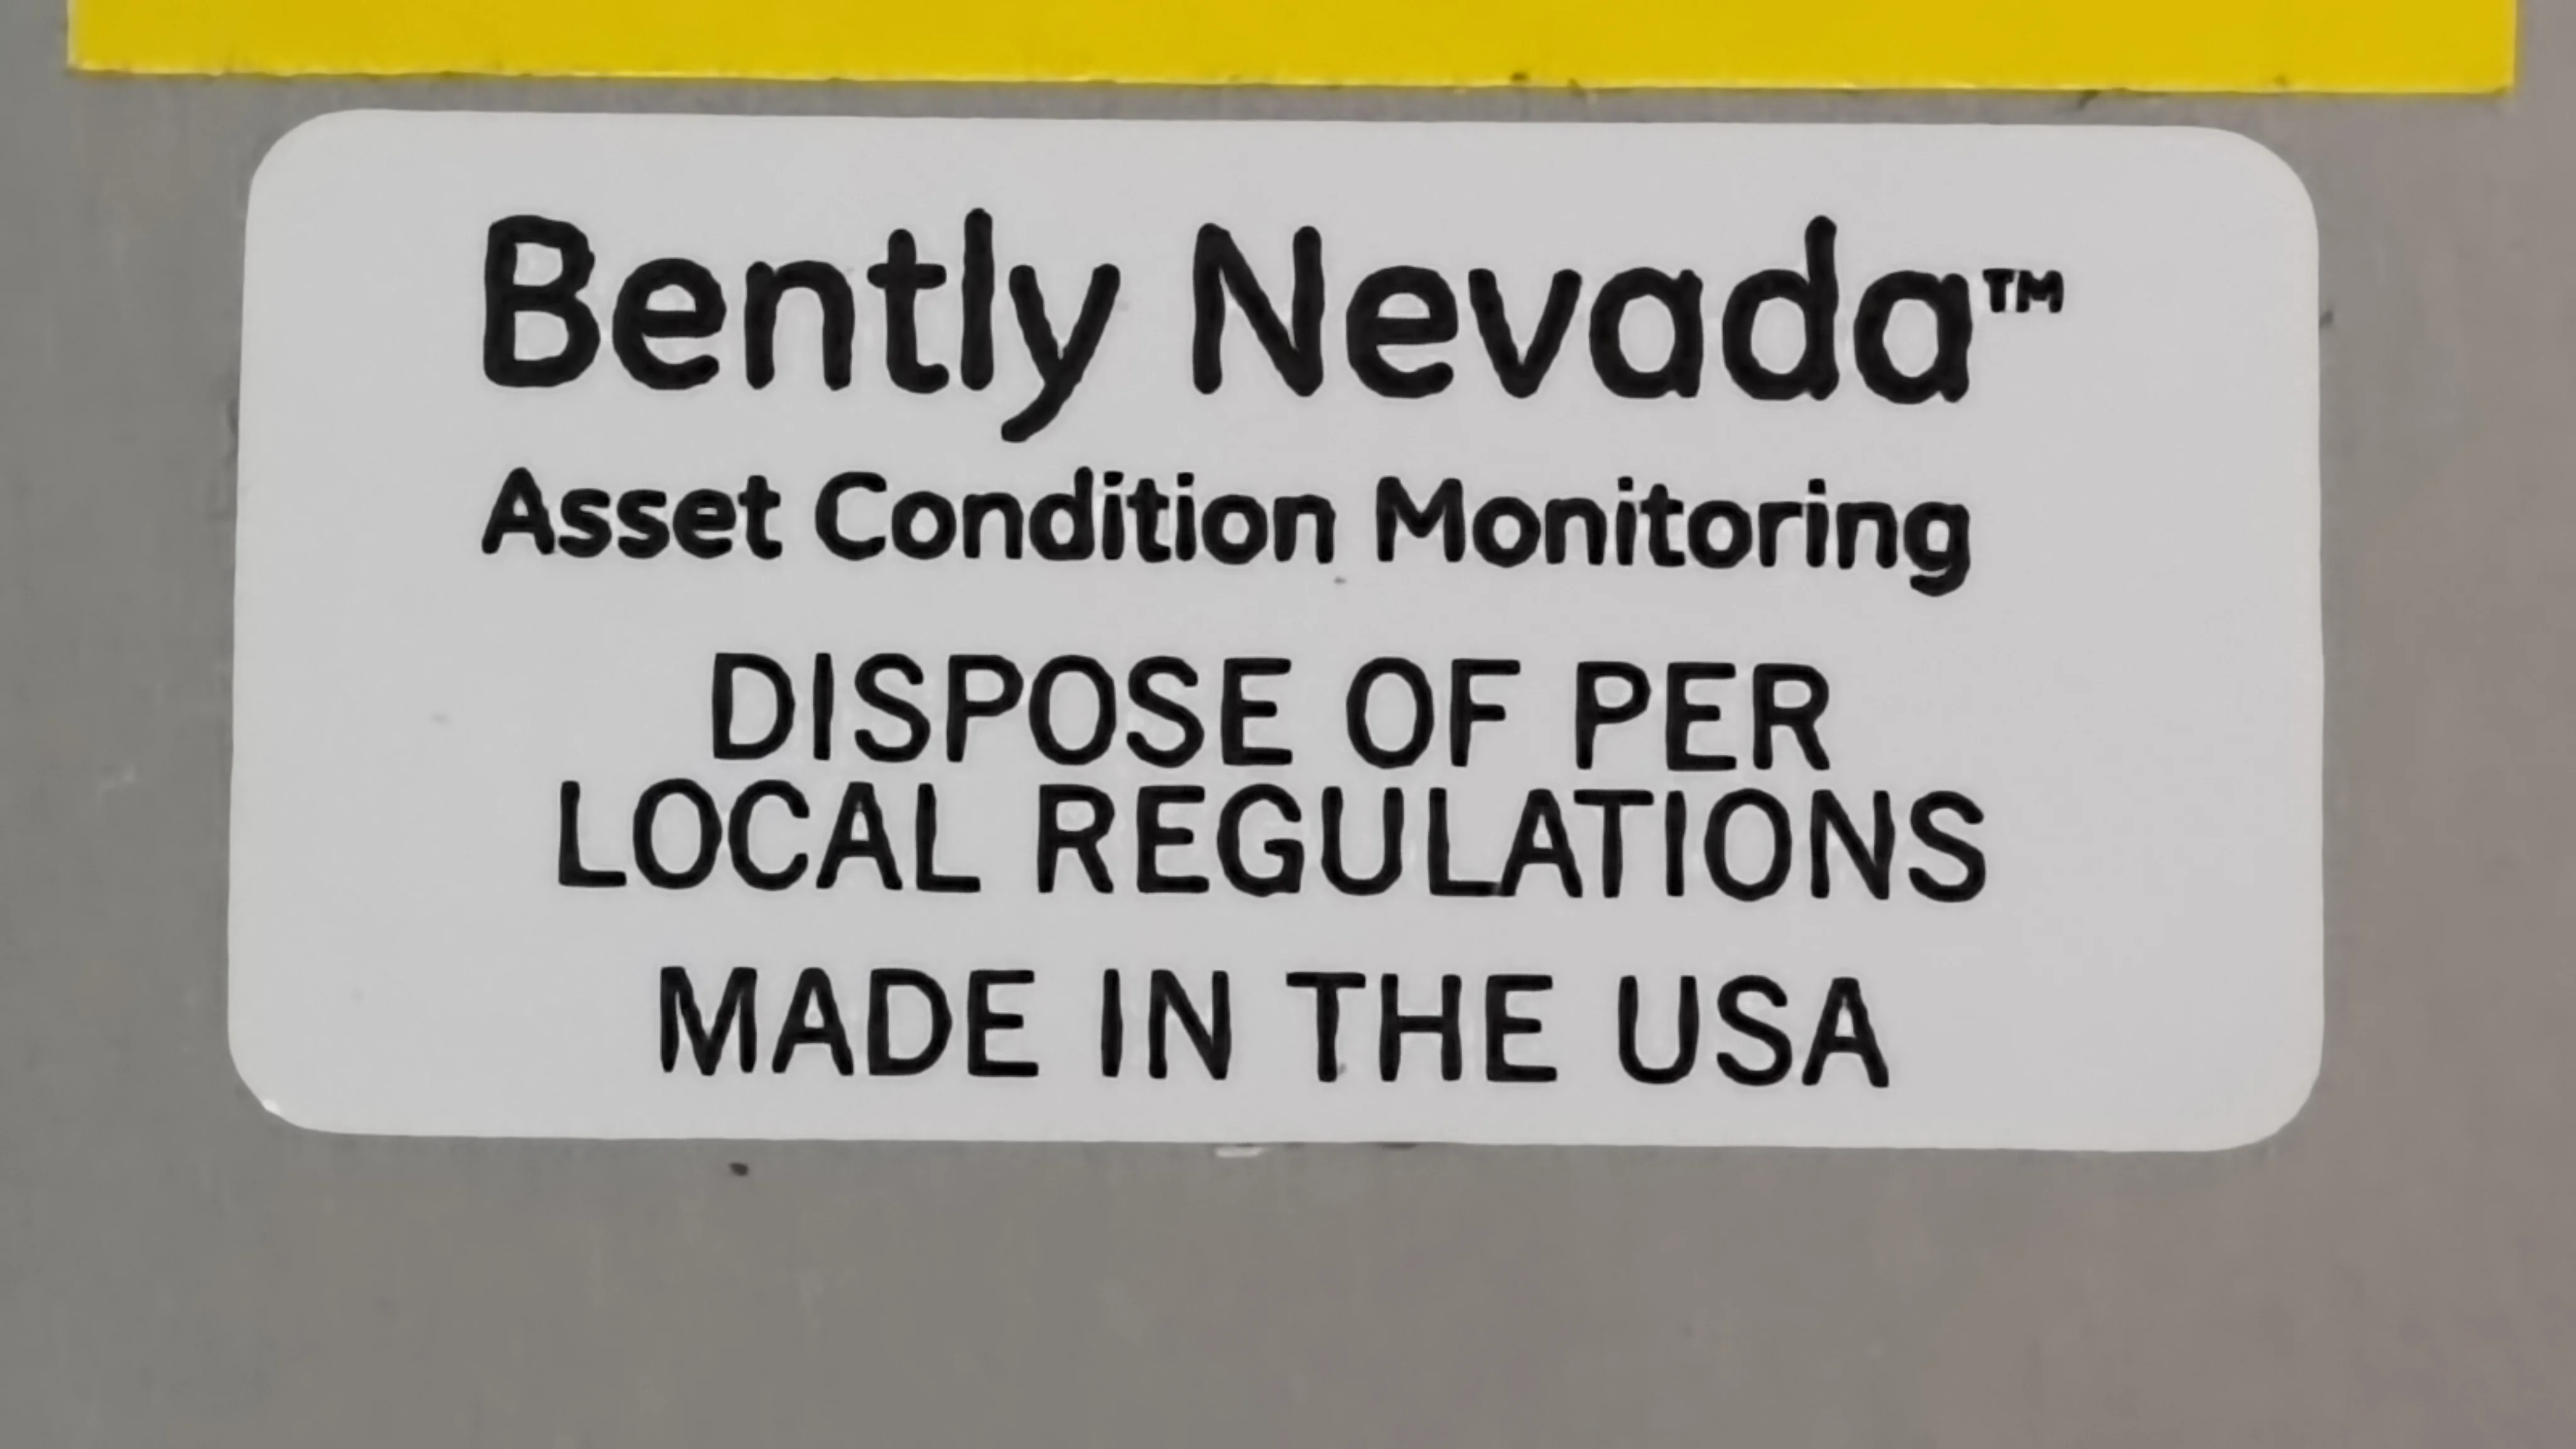 Bently Nevada™
Asset Condition Monitoring
DISPOSE OF PER
LOCAL REGULATIONS
MADE IN THE USA